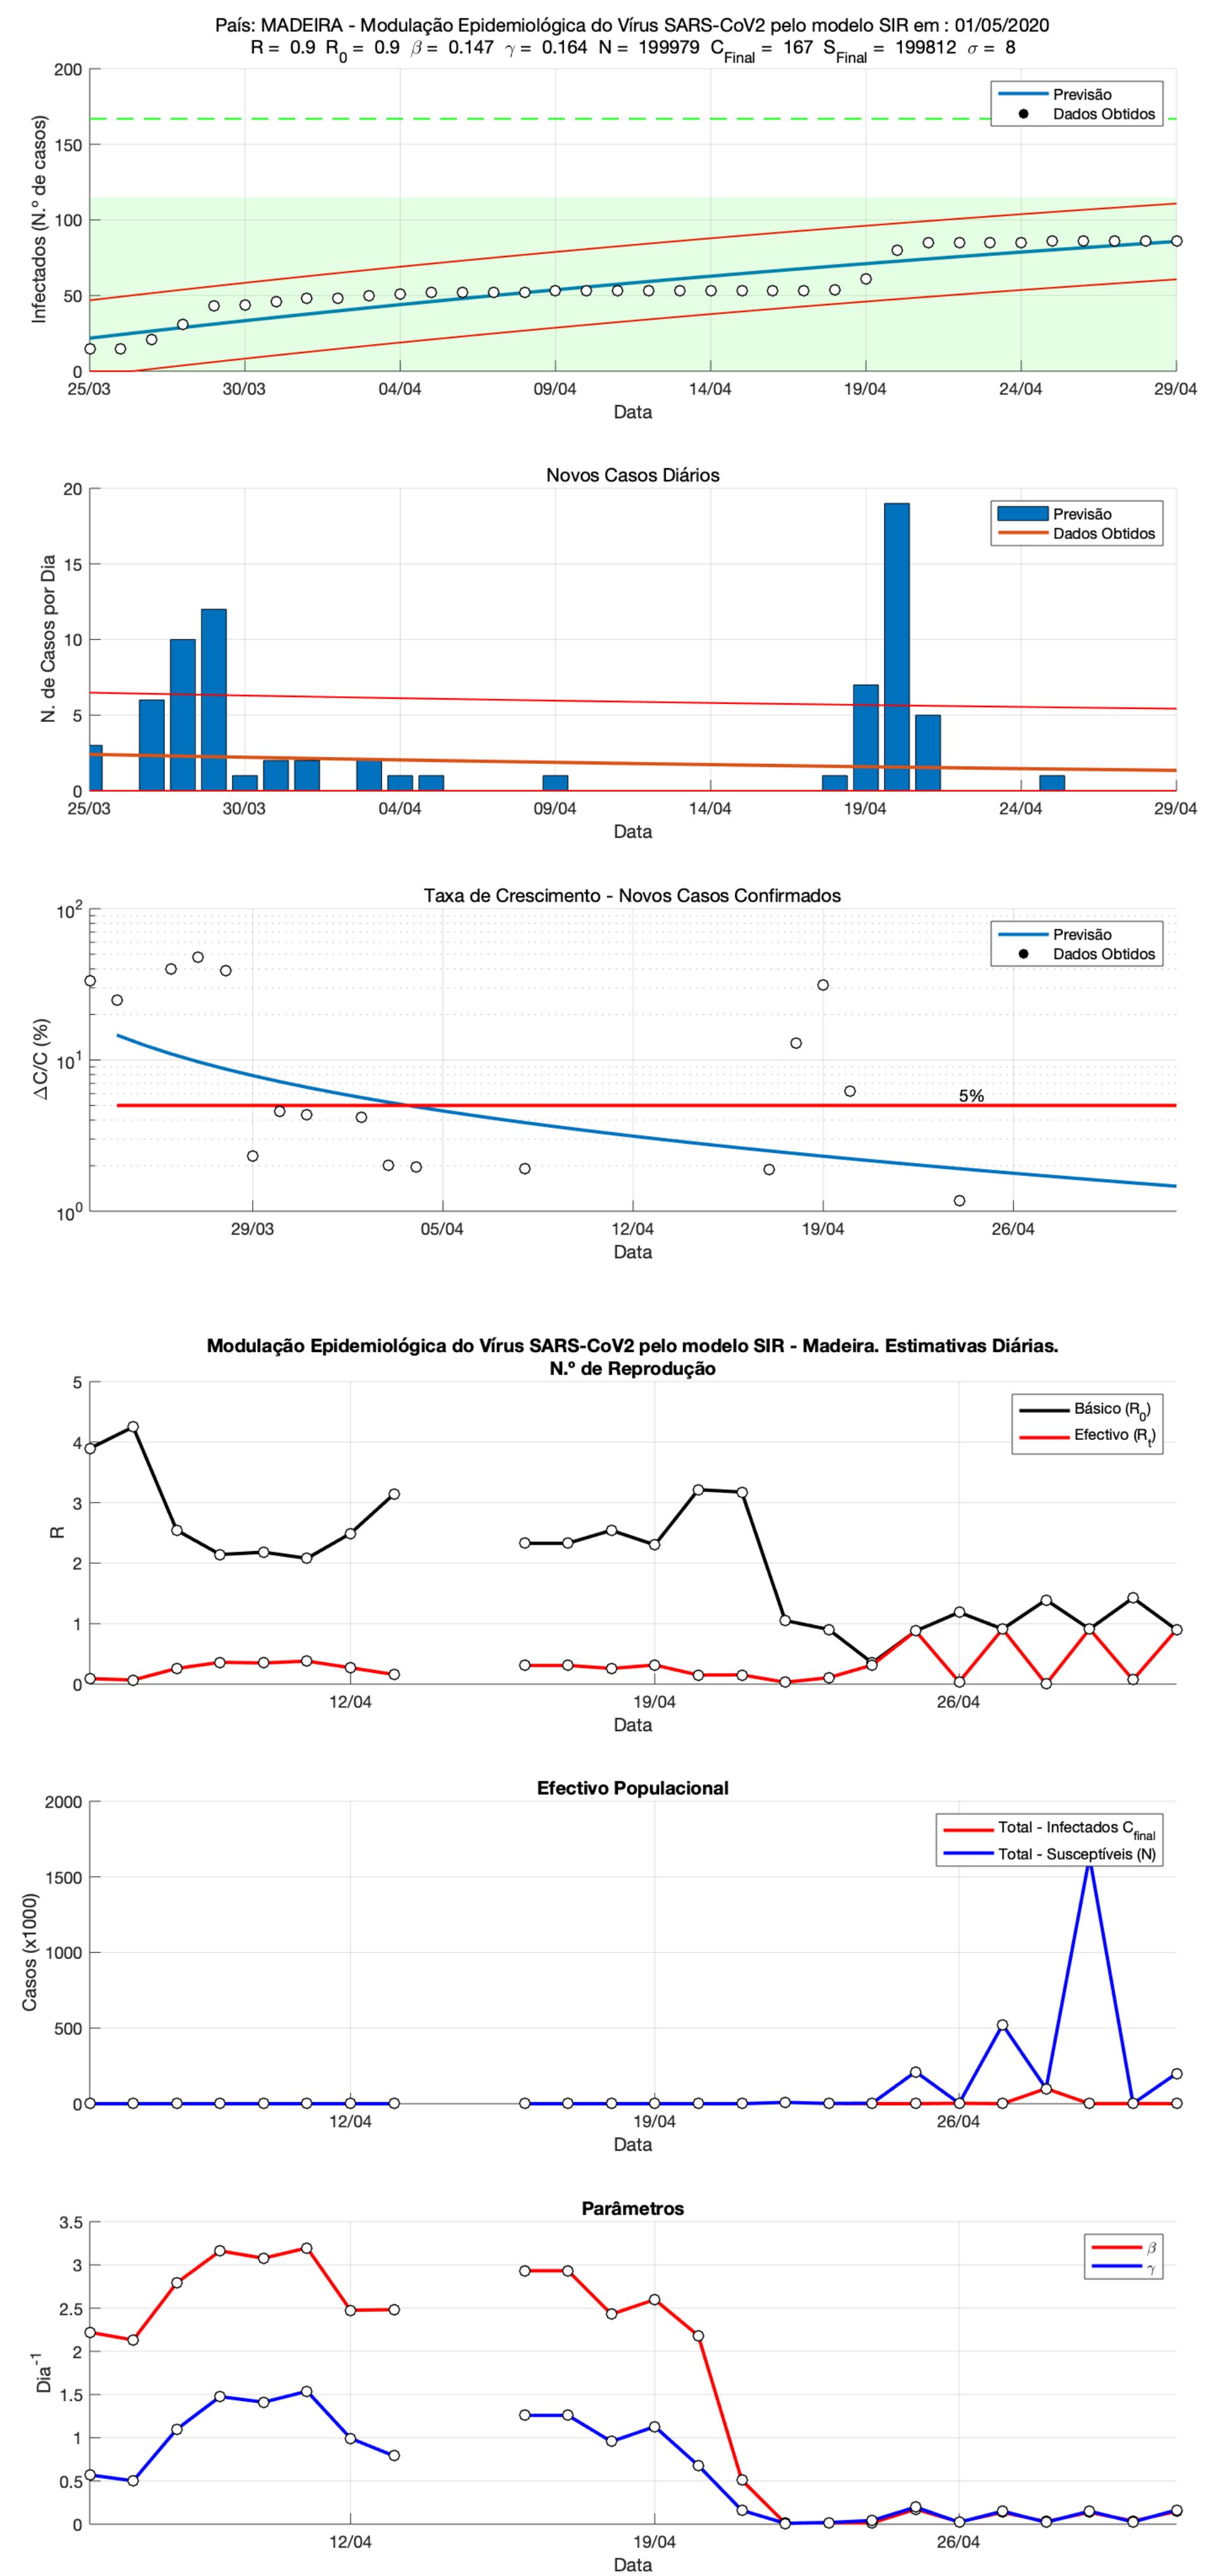 País: MADEIRA - Modulação Epidemiológica do Vírus SARS-CoV2 pelo modelo SIR em : 01/05/2020
R = 0.9 R0 = 0.9 β = 0.147 γ = 0.164 N = 199979 CFinal = 167 SFinal = 199812 σ = 8
200
150
100
50
0
Infectados (N.º de casos)
Previsão
Dados Obtidos
25/03 30/03 04/04 09/04 14/04 19/04 24/04 29/04
Data
Novos Casos Diários
20
15
10
5
0
N. de Casos por Dia
Previsão
Dados Obtidos
25/03 30/03 04/04 09/04 14/04 19/04 24/04 29/04
Data
Taxa de Crescimento - Novos Casos Confirmados
10²
10¹
10⁰
ΔC/C (%)
Previsão
Dados Obtidos
5%
29/03 05/04 12/04 19/04 26/04
Data
Modulação Epidemiológica do Vírus SARS-CoV2 pelo modelo SIR - Madeira. Estimativas Diárias.
N.º de Reprodução
5
4
3
2
1
0
R
Básico (R0)
Efectivo (Rt)
12/04 19/04 26/04
Data
Efectivo Populacional
2000
1500
1000
500
0
Casos (x1000)
Total - Infectados Cfinal
Total - Susceptíveis (N)
12/04 19/04 26/04
Data
Parâmetros
3.5
3
2.5
2
1.5
1
0.5
0
Dia⁻¹
β
γ
12/04 19/04 26/04
Data